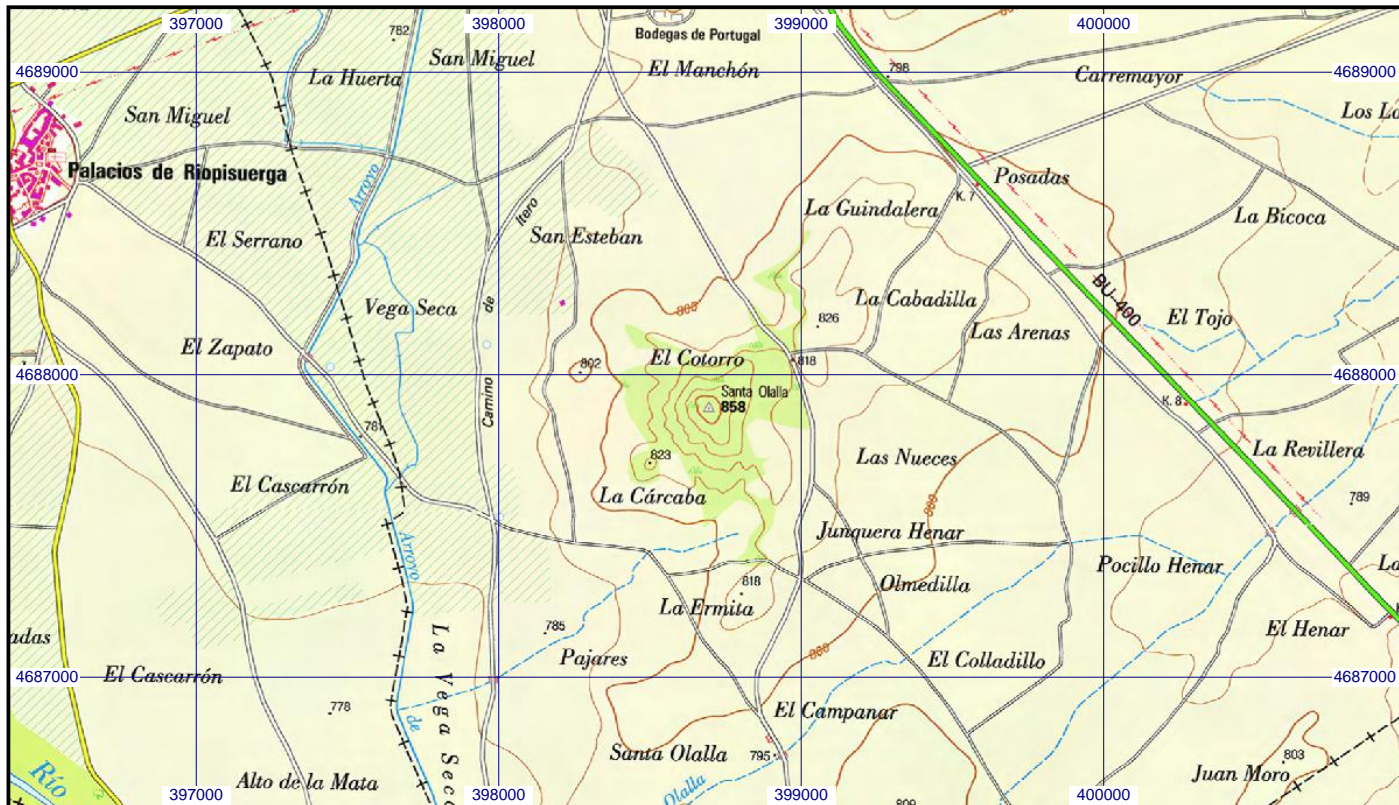 397000 398000 399000 400000
782
San Miguel
Bodegas de Portugal
La Huerta
El Manchón
798
Carremayor
4689000 4689000
San Miguel
Palacios de Riopisuerga
Arroyo
Posadas
K. 7
Itero
La Guindalera
La Bicoca
El Serrano
San Esteban
Vega Seca
de
800
La Cabadilla
BU-400
826
Las Arenas
El Tojo
El Zapato
El Cotorro
802
818
4688000 4688000
Camino
Santa Olalla
858
K. 8
781
La Revillera
823
Las Nueces
El Cascarrón
La Cárcaba
789
800
Junquera Henar
Arroyo
Pocillo Henar
818
Olmedilla
La Ermita
785
El Henar
adas
La Vega Seca
Pajares
800
El Colladillo
4687000 4687000
El Cascarrón
778
de
El Campanar
Santa Olalla
795
803
Río
Alto de la Mata
Olalla
Juan Moro
397000 398000 399000 400000